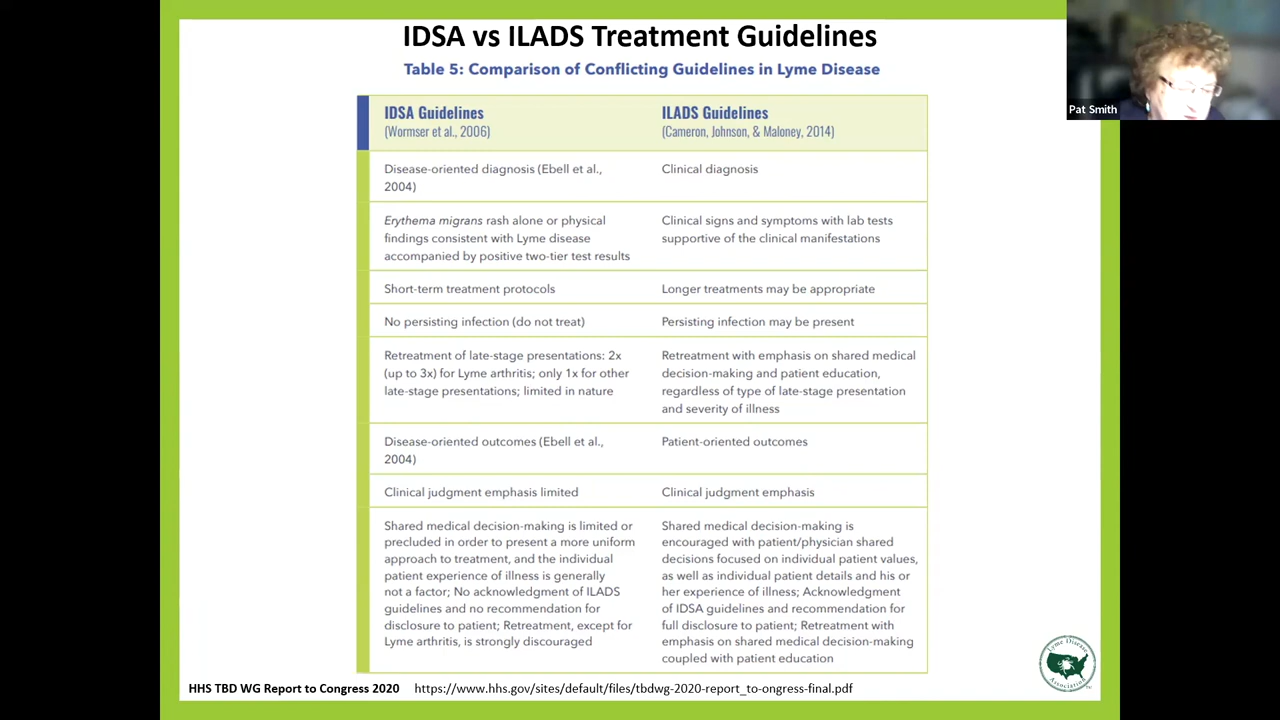 IDSA vs ILADS Treatment Guidelines
Table 5: Comparison of Conflicting Guidelines in Lyme Disease
Pat Smith
IDSA Guidelines
(Wormser et al., 2006)
ILADS Guidelines
(Cameron, Johnson, & Maloney, 2014)
Disease-oriented diagnosis (Ebell et al.,
2004)
Clinical diagnosis
Erythema migrans rash alone or physical
findings consistent with Lyme disease
accompanied by positive two-tier test results
Clinical signs and symptoms with lab tests
supportive of the clinical manifestations
Short-term treatment protocols
Longer treatments may be appropriate
No persisting infection (do not treat)
Persisting infection may be present
Retreatment of late-stage presentations: 2x
(up to 3x) for Lyme arthritis; only 1x for other
late-stage presentations; limited in nature
Retreatment with emphasis on shared medical
decision-making and patient education,
regardless of type of late-stage presentation
and severity of illness
Disease-oriented outcomes (Ebell et al.,
2004)
Patient-oriented outcomes
Clinical judgment emphasis limited
Clinical judgment emphasis
Shared medical decision-making is limited or
precluded in order to present a more uniform
approach to treatment, and the individual
patient experience of illness is generally
not a factor; No acknowledgment of ILADS
guidelines and no recommendation for
disclosure to patient; Retreatment, except for
Lyme arthritis, is strongly discouraged
Shared medical decision-making is
encouraged with patient/physician shared
decisions focused on individual patient values,
as well as individual patient details and his or
her experience of illness; Acknowledgment
of IDSA guidelines and recommendation for
full disclosure to patient; Retreatment with
emphasis on shared medical decision-making
coupled with patient education
Lyme Disease
Association
HHS TBD WG Report to Congress 2020 https://www.hhs.gov/sites/default/files/tbdwg-2020-report_to-ongress-final.pdf